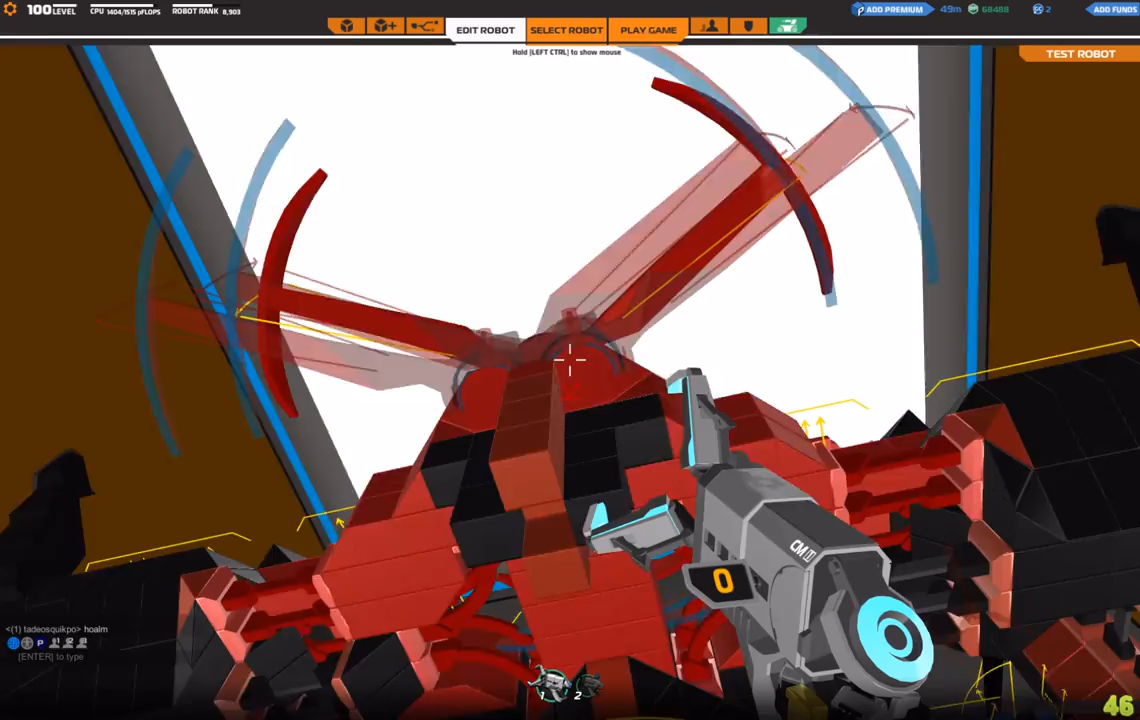 100 LEVEL CPU 1404/1515 pFLOPS ROBOT RANK 8,903
EDIT ROBOT SELECT ROBOT PLAY GAME
ADD PREMIUM 49m 68488 2 ADD FUNDS
Hold [LEFT CTRL] to show mouse
TEST ROBOT
CM
0
<(1) tadeosquikpo> hoalm
P
[ENTER] to type
1 2
46